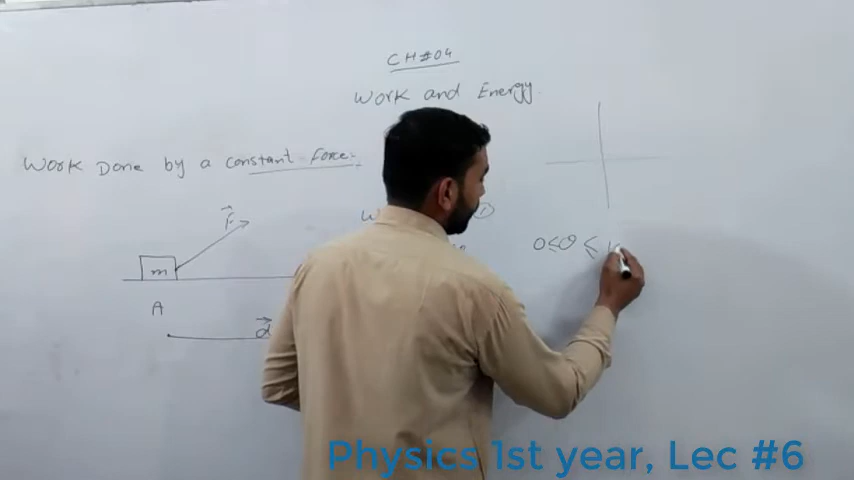 CH#04
Work and Energy
Work Done by a constant Force:
F
m
0≤θ≤
A
d
Physics 1st year, Lec #6